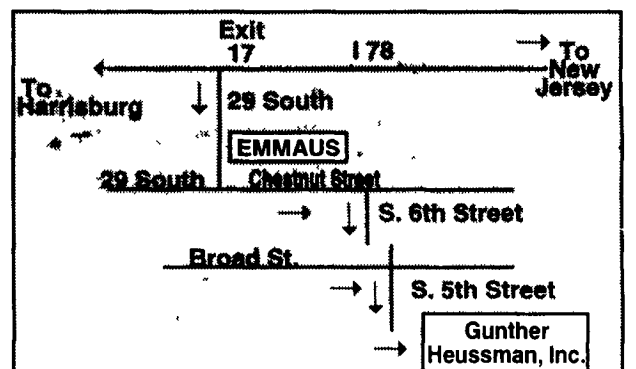 Exit
17
I 78
To
New
Jersey
To
Harrisburg
29 South
EMMAUS
29 South
Chestnut Street
S. 6th Street
Broad St.
S. 5th Street
Gunther
Heussman, Inc.